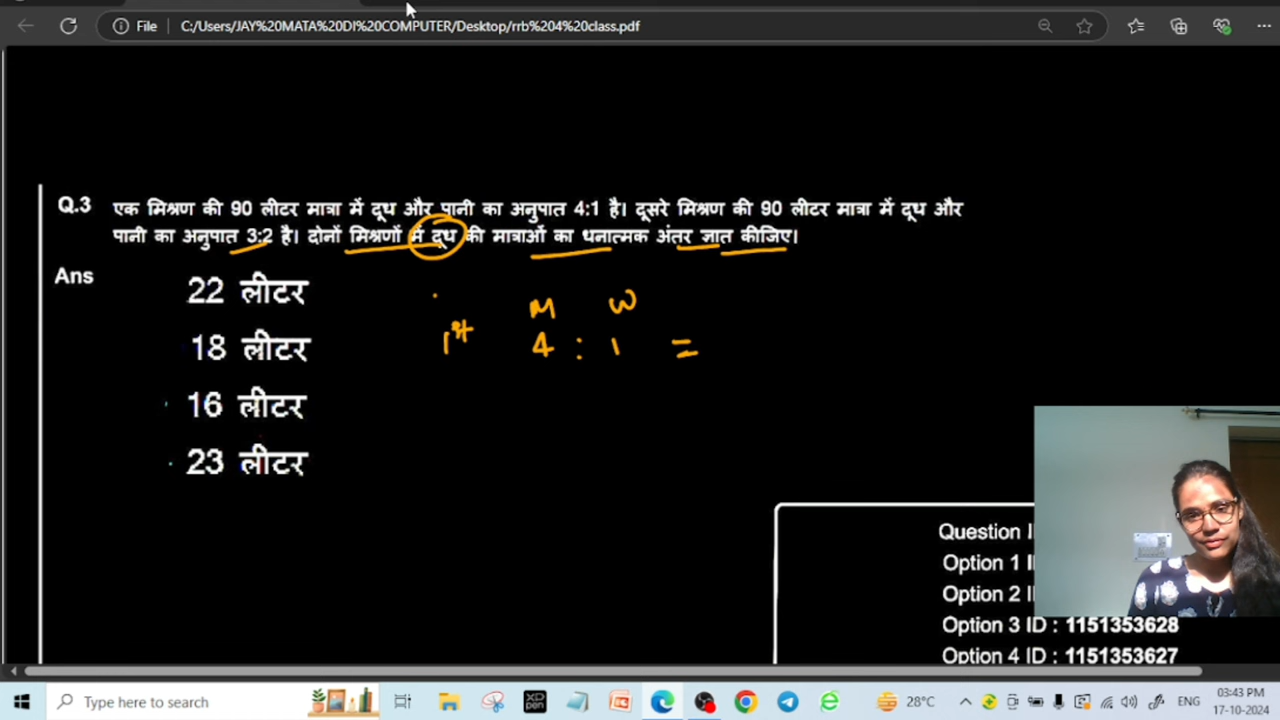 File C:/Users/JAY%20MATA%20DI%20COMPUTER/Desktop/rrb%204%20class.pdf
Q.3 एक मिश्रण की 90 लीटर मात्रा में दूध और पानी का अनुपात 4:1 है। दूसरे मिश्रण की 90 लीटर मात्रा में दूध और
पानी का अनुपात 3:2 है। दोनों मिश्रणों में दूध की मात्राओं का धनात्मक अंतर ज्ञात कीजिए।
Ans
22 लीटर
M W
1st 4 : 1 =
18 लीटर
16 लीटर
23 लीटर
Question I
Option 1 I
Option 2 I
Option 3 ID : 1151353628
Option 4 ID : 1151353627
Type here to search
28°C
ENG
03:43 PM
17-10-2024